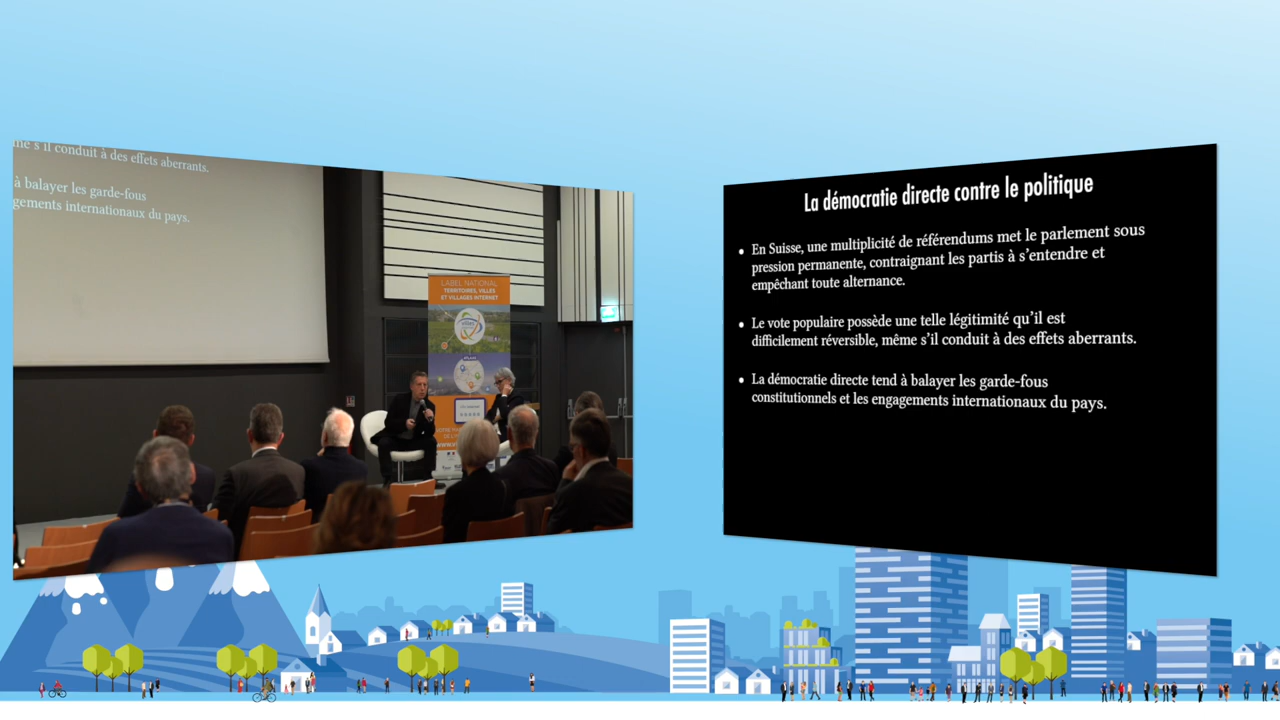 me s'il conduit à des effets aberrants.
à balayer les garde-fous
gements internationaux du pays.
LABEL NATIONAL
TERRITOIRES, VILLES
ET VILLAGES INTERNET
La démocratie directe contre le politique
• En Suisse, une multiplicité de référendums met le parlement sous
pression permanente, contraignant les partis à s'entendre et
empêchant toute alternance.
• Le vote populaire possède une telle légitimité qu'il est
difficilement réversible, même s'il conduit à des effets aberrants.
• La démocratie directe tend à balayer les garde-fous
constitutionnels et les engagements internationaux du pays.